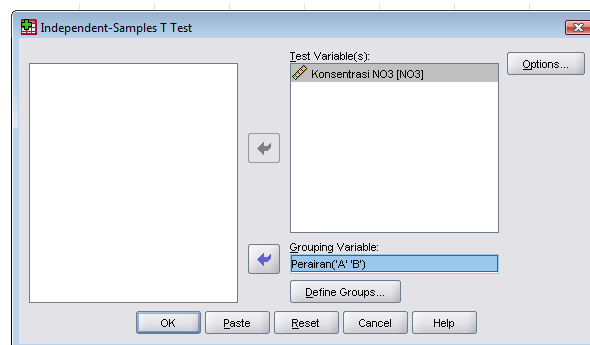 Independent-Samples T Test
Test Variable(s):
Konsentrasi NO3 [NO3]
Options...
Grouping Variable:
Perairan('A' 'B')
Define Groups...
OK
Paste
Reset
Cancel
Help